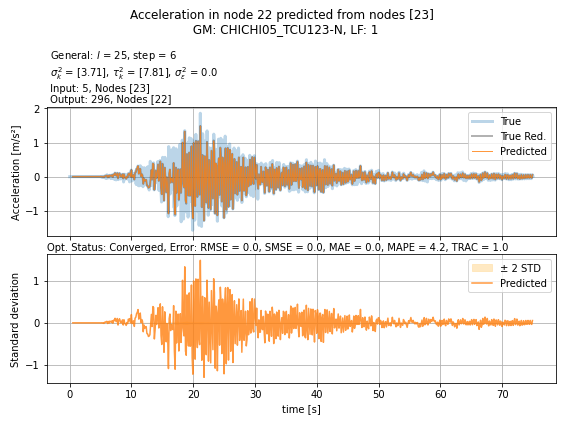 Acceleration in node 22 predicted from nodes [23]
GM: CHICHI05_TCU123-N, LF: 1
General: l = 25, step = 6
σ²ₖ = [3.71], τ²ₖ = [7.81], σ²ε = 0.0
Input: 5, Nodes [23]
Output: 296, Nodes [22]
Acceleration [m/s²]
2
1
0
−1
True
True Red.
Predicted
Opt. Status: Converged, Error: RMSE = 0.0, SMSE = 0.0, MAE = 0.0, MAPE = 4.2, TRAC = 1.0
Standard deviation
1
0
−1
± 2 STD
Predicted
0 10 20 30 40 50 60 70
time [s]